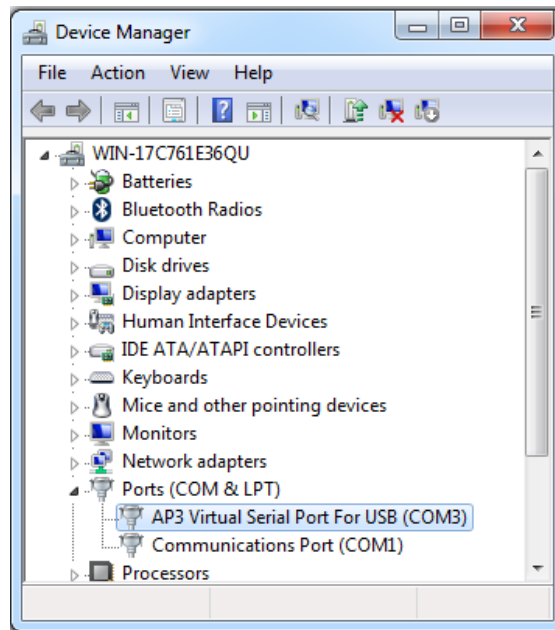 Device Manager
File Action View Help
WIN-17C761E36QU
Batteries
Bluetooth Radios
Computer
Disk drives
Display adapters
Human Interface Devices
IDE ATA/ATAPI controllers
Keyboards
Mice and other pointing devices
Monitors
Network adapters
Ports (COM & LPT)
AP3 Virtual Serial Port For USB (COM3)
Communications Port (COM1)
Processors